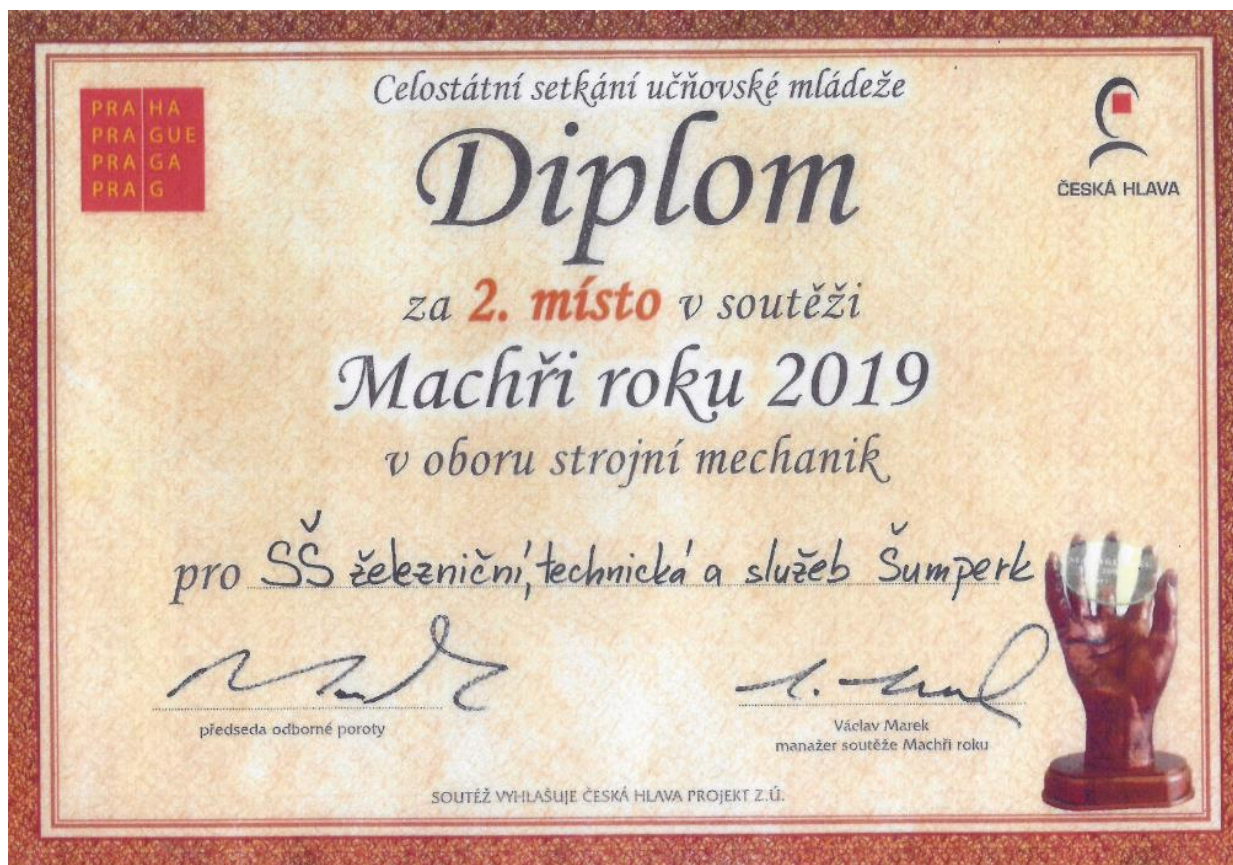 Celostátní setkání učňovské mládeže
PRA HA
PRA GUE
PRA GA
PRA G
Diplom
ČESKÁ HLAVA
za 2. místo v soutěži
Machři roku 2019
v oboru strojní mechanik
pro SŠ železniční, technická a služeb Šumperk
předseda odborné poroty
Václav Marek
manažer soutěže Machři roku
SOUTĚŽ VYHLAŠUJE ČESKÁ HLAVA PROJEKT Z.Ú.